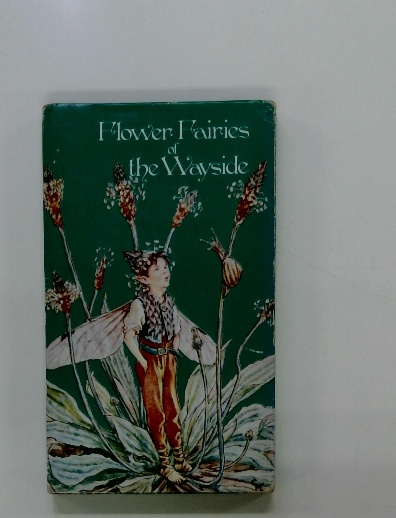 Flower Fairies
of
the Wayside